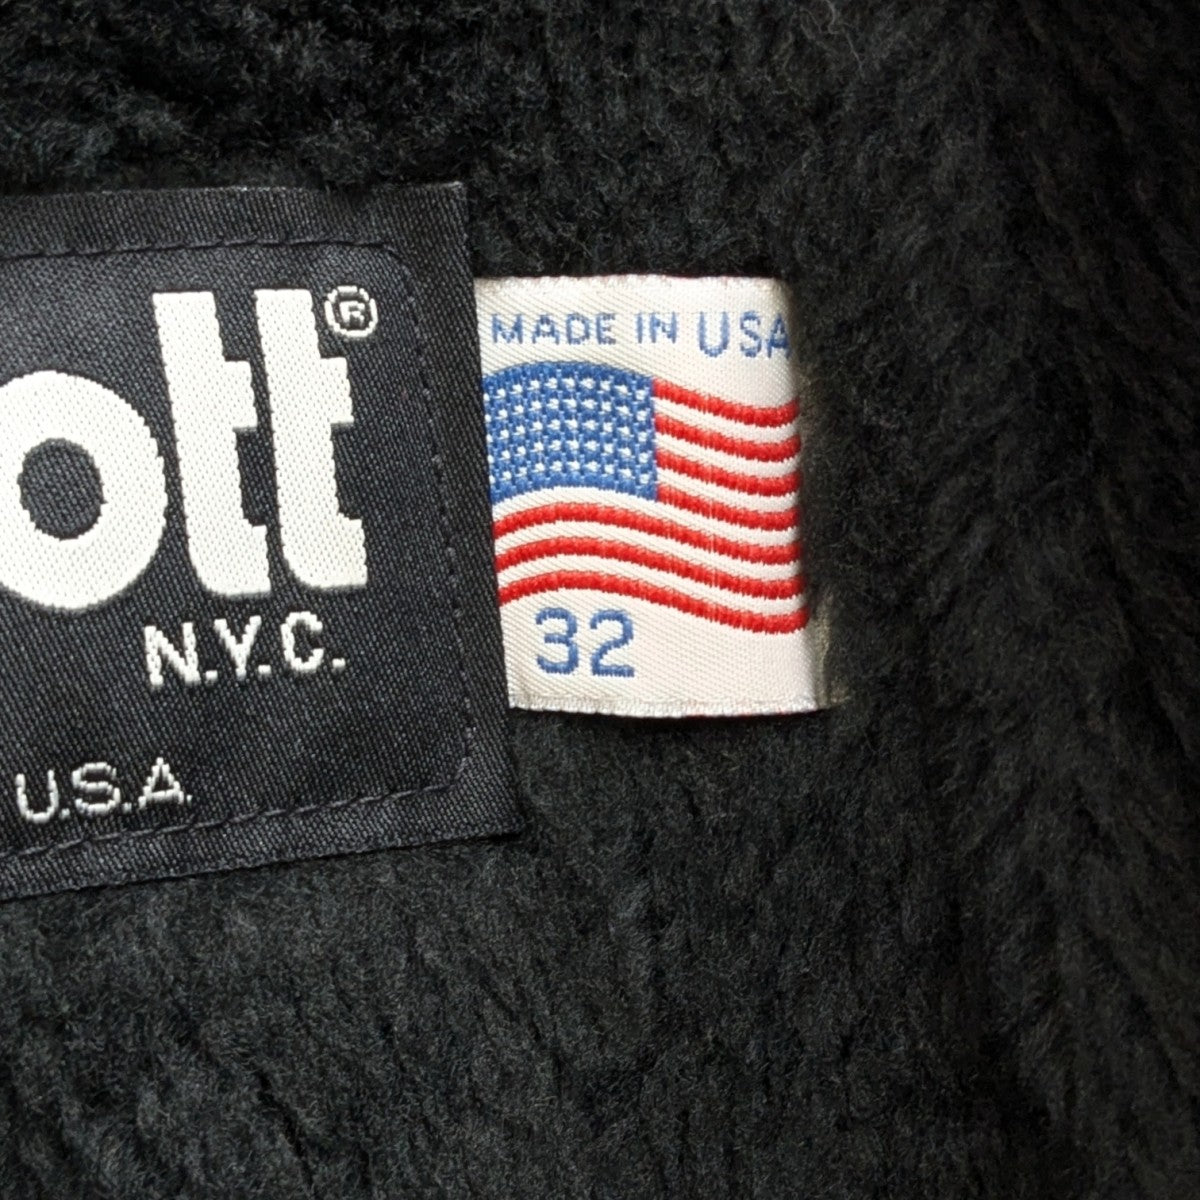 ott®
N.Y.C.
U.S.A.
MADE IN USA
32